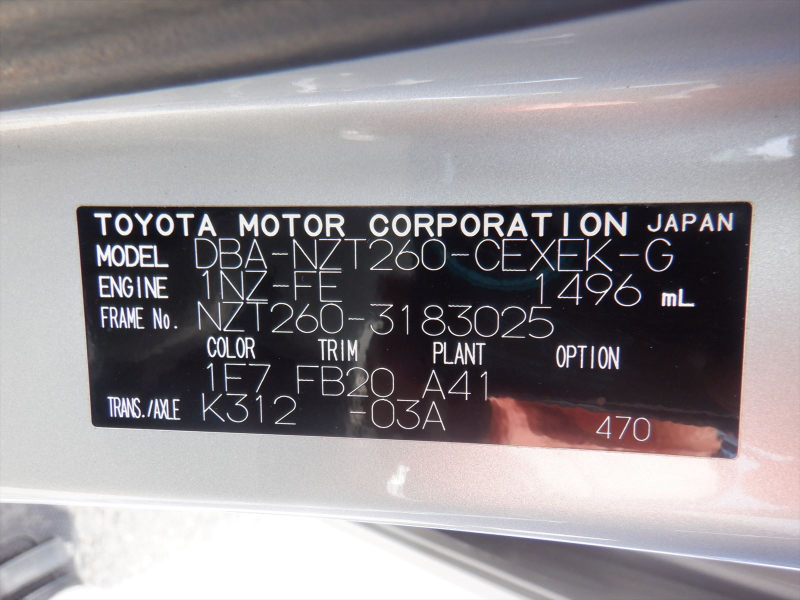 TOYOTA MOTOR CORPORATION JAPAN
MODEL DBA-NZT260-CEXEK-G
ENGINE 1NZ-FE 1496 mL
FRAME No. NZT260-3183025
COLOR TRIM PLANT OPTION
1F7 FB20 A41
TRANS./AXLE K312 -03A 470